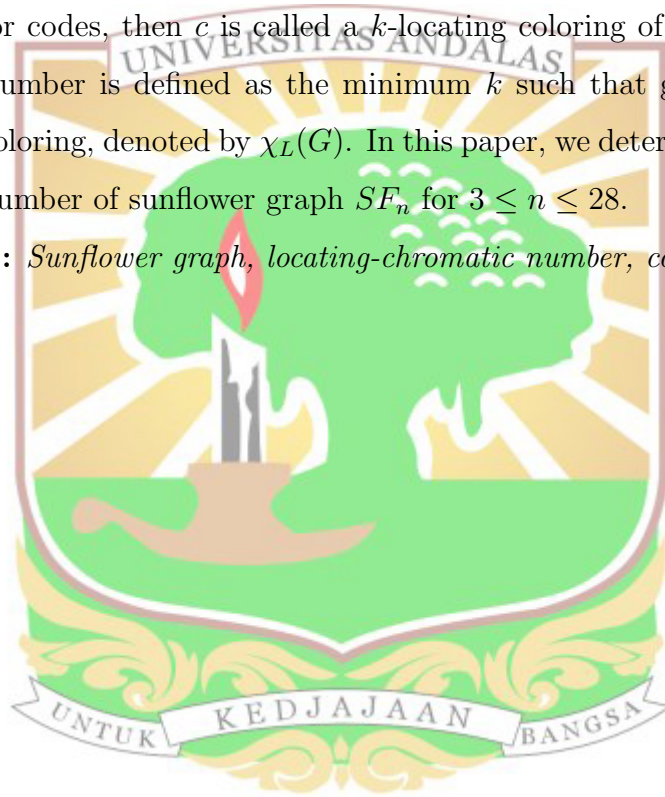 or codes, then c is called a k-locating coloring of
UNIVERSITAS ANDALAS
umber is defined as the minimum k such that g
oloring, denoted by χL(G). In this paper, we deter
umber of sunflower graph SFn for 3 ≤ n ≤ 28.
: Sunflower graph, locating-chromatic number, co
UNTUK KEDJAJAAN BANGSA